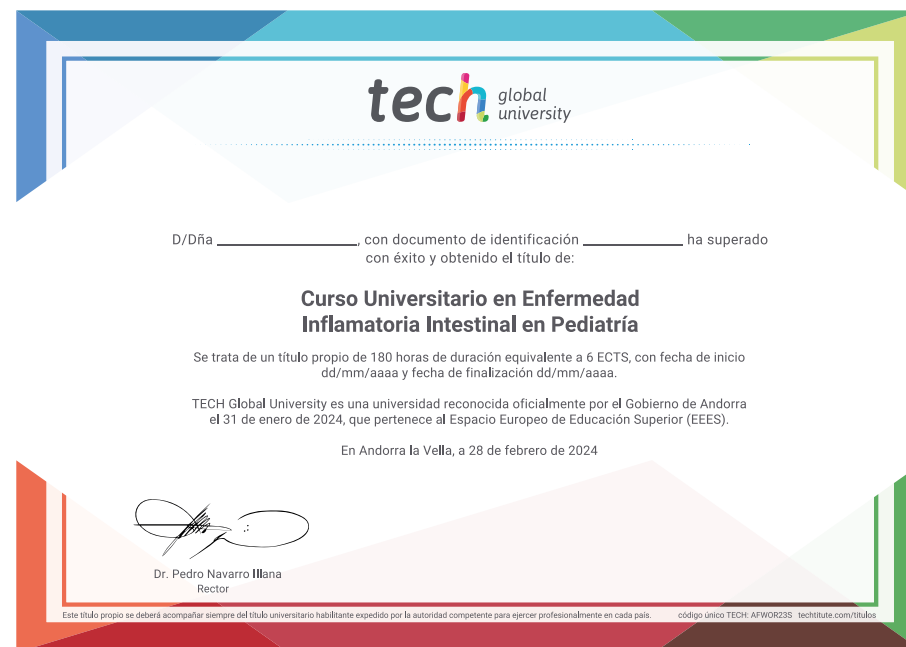 tech global
university
D/Dña ____________, con documento de identificación ____________ ha superado
con éxito y obtenido el título de:
Curso Universitario en Enfermedad
Inflamatoria Intestinal en Pediatría
Se trata de un título propio de 180 horas de duración equivalente a 6 ECTS, con fecha de inicio
dd/mm/aaaa y fecha de finalización dd/mm/aaaa.
TECH Global University es una universidad reconocida oficialmente por el Gobierno de Andorra
el 31 de enero de 2024, que pertenece al Espacio Europeo de Educación Superior (EEES).
En Andorra la Vella, a 28 de febrero de 2024
Dr. Pedro Navarro Illana
Rector
Este título propio se deberá acompañar siempre del título universitario habilitante expedido por la autoridad competente para ejercer profesionalmente en cada país. código único TECH: AFWOR23S techtitute.com/titulos